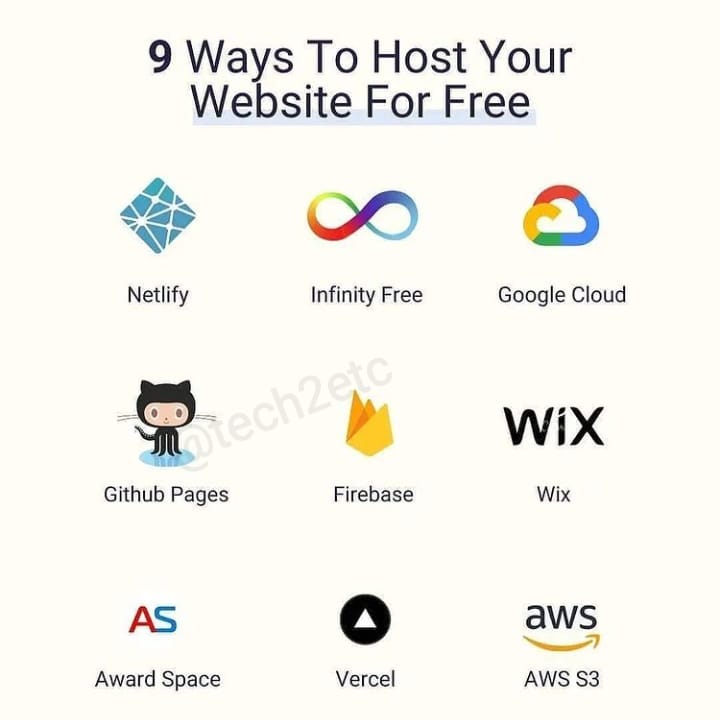 9 Ways To Host Your
Website For Free
Netlify
Infinity Free
Google Cloud
@tech2etc
WiX
Github Pages
Firebase
Wix
AS
aws
Award Space
Vercel
AWS S3